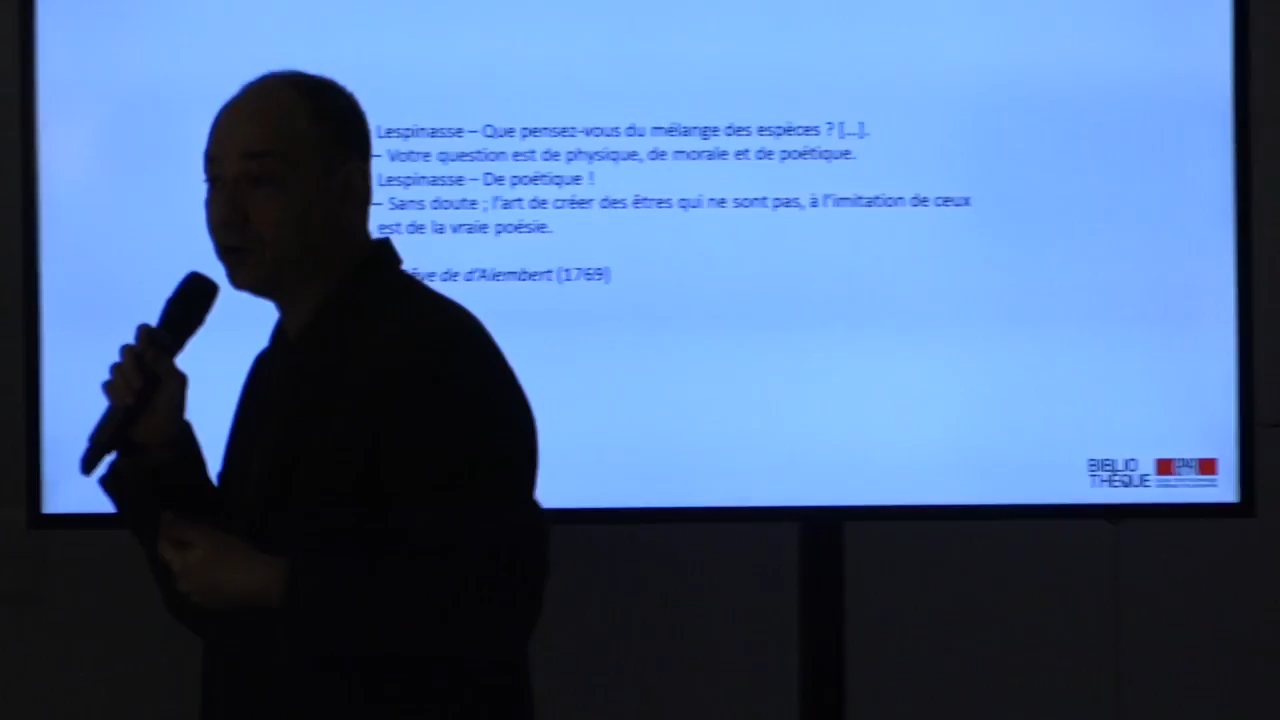 Lespinasse – Que pensez-vous du mélange des espèces ? [...].
– Votre question est de physique, de morale et de poétique.
Lespinasse – De poétique !
– Sans doute ; l'art de créer des êtres qui ne sont pas, à l'imitation de ceux
est de la vraie poésie.
de d'Alembert (1769)
BIBLIO
THÈQUE